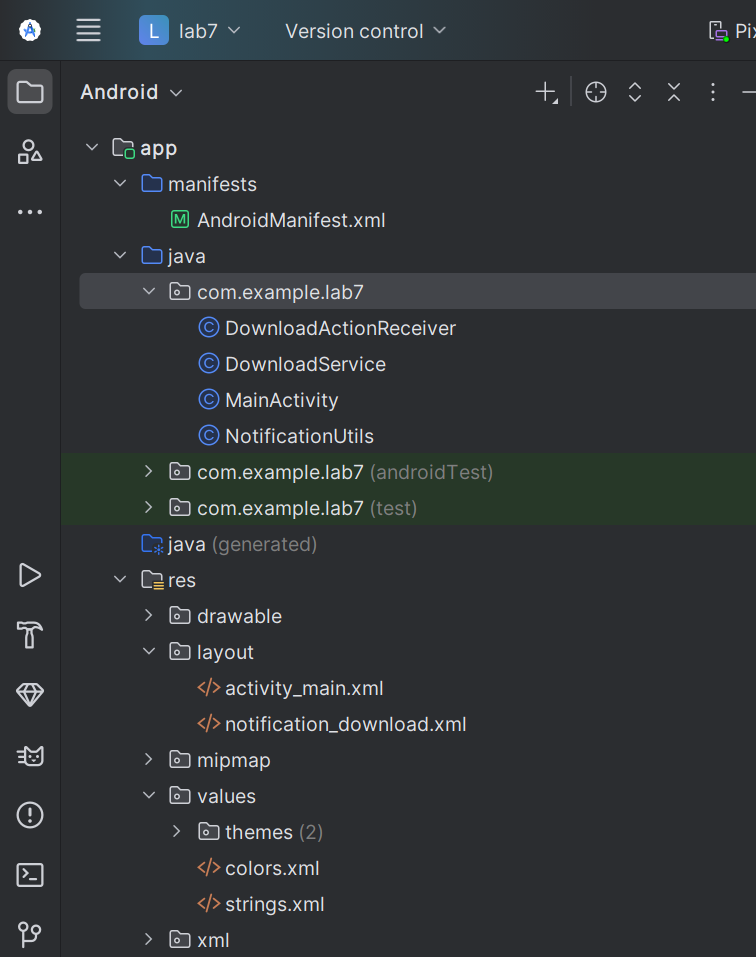 L lab7 Version control Pix
Android
app
manifests
M AndroidManifest.xml
java
com.example.lab7
C DownloadActionReceiver
C DownloadService
C MainActivity
C NotificationUtils
com.example.lab7 (androidTest)
com.example.lab7 (test)
java (generated)
res
drawable
layout
</> activity_main.xml
</> notification_download.xml
mipmap
values
themes (2)
</> colors.xml
</> strings.xml
xml